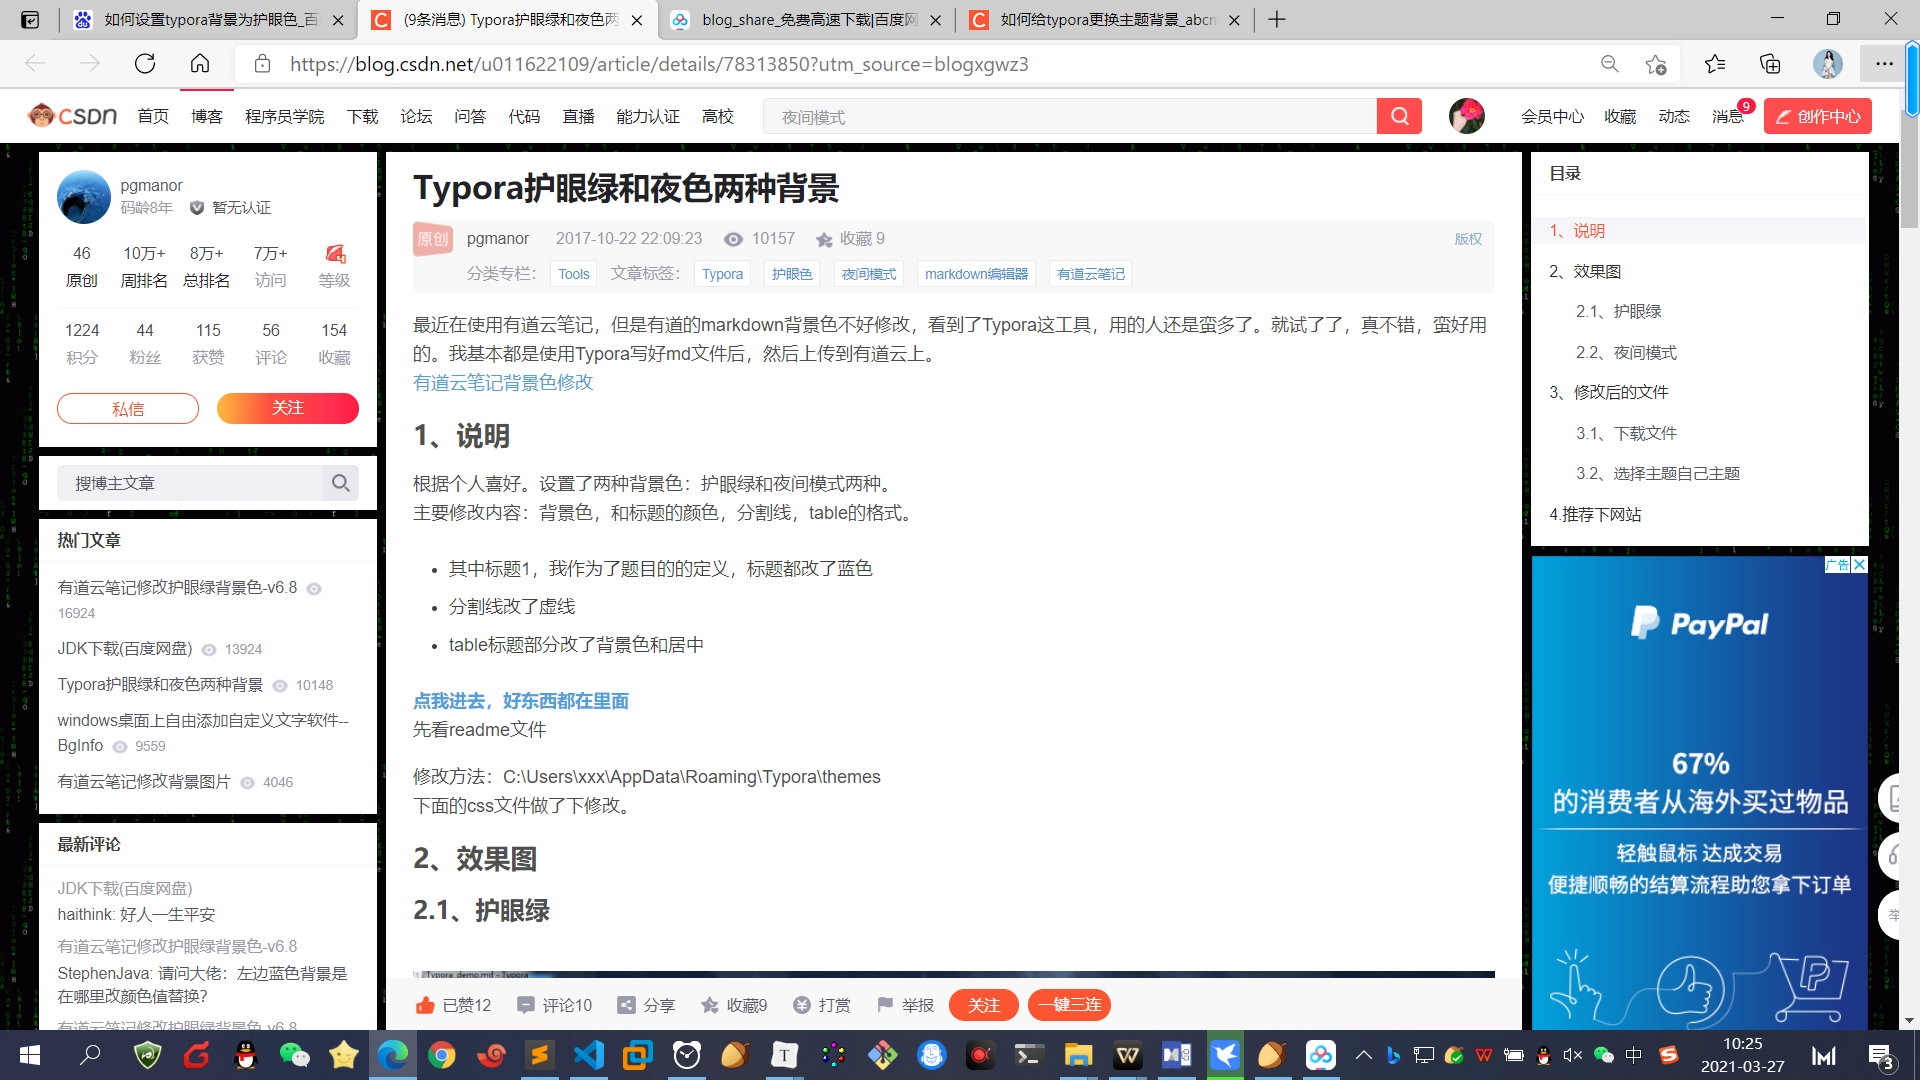 如何设置typora背景为护眼色_百
(9条消息) Typora护眼绿和夜色两
blog_share_免费高速下载|百度网
如何给typora更换主题背景_abcn
https://blog.csdn.net/u011622109/article/details/78313850?utm_source=blogxgwz3
CSDN 首页 博客 程序员学院 下载 论坛 问答 代码 直播 能力认证 高校 夜间模式 会员中心 收藏 动态 消息 9 创作中心
pgmanor
码龄8年 暂无认证
46 10万+ 8万+ 7万+
原创 周排名 总排名 访问 等级
1224 44 115 56 154
积分 粉丝 获赞 评论 收藏
私信 关注
搜博主文章
热门文章
有道云笔记修改护眼绿背景色-v6.8
16924
JDK下载(百度网盘) 13924
Typora护眼绿和夜色两种背景 10148
windows桌面上自由添加自定义文字软件--
BgInfo 9559
有道云笔记修改背景图片 4046
最新评论
JDK下载(百度网盘)
haithink: 好人一生平安
有道云笔记修改护眼绿背景色-v6.8
StephenJava: 请问大佬：左边蓝色背景是
在哪里改颜色值替换？
有道云笔记修改护眼绿背景色-v6.8
Typora护眼绿和夜色两种背景
原创 pgmanor 2017-10-22 22:09:23 10157 收藏 9 版权
分类专栏： Tools 文章标签： Typora 护眼色 夜间模式 markdown编辑器 有道云笔记
最近在使用有道云笔记，但是有道的markdown背景色不好修改，看到了Typora这工具，用的人还是蛮多了。就试了了，真不错，蛮好用
的。我基本都是使用Typora写好md文件后，然后上传到有道云上。
有道云笔记背景色修改
1、说明
根据个人喜好。设置了两种背景色：护眼绿和夜间模式两种。
主要修改内容：背景色，和标题的颜色，分割线，table的格式。
• 其中标题1，我作为了题目的的定义，标题都改了蓝色
• 分割线改了虚线
• table标题部分改了背景色和居中
点我进去，好东西都在里面
先看readme文件
修改方法：C:\Users\xxx\AppData\Roaming\Typora\themes
下面的css文件做了下修改。
2、效果图
2.1、护眼绿
Typora demo.md - Typora
已赞12 评论10 分享 收藏9 打赏 举报 关注 一键三连
目录
1、说明
2、效果图
2.1、护眼绿
2.2、夜间模式
3、修改后的文件
3.1、下载文件
3.2、选择主题自己主题
4.推荐下网站
广告
PayPal
67%
的消费者从海外买过物品
轻触鼠标 达成交易
便捷顺畅的结算流程助您拿下订单
举
中
10:25
2021-03-27
3